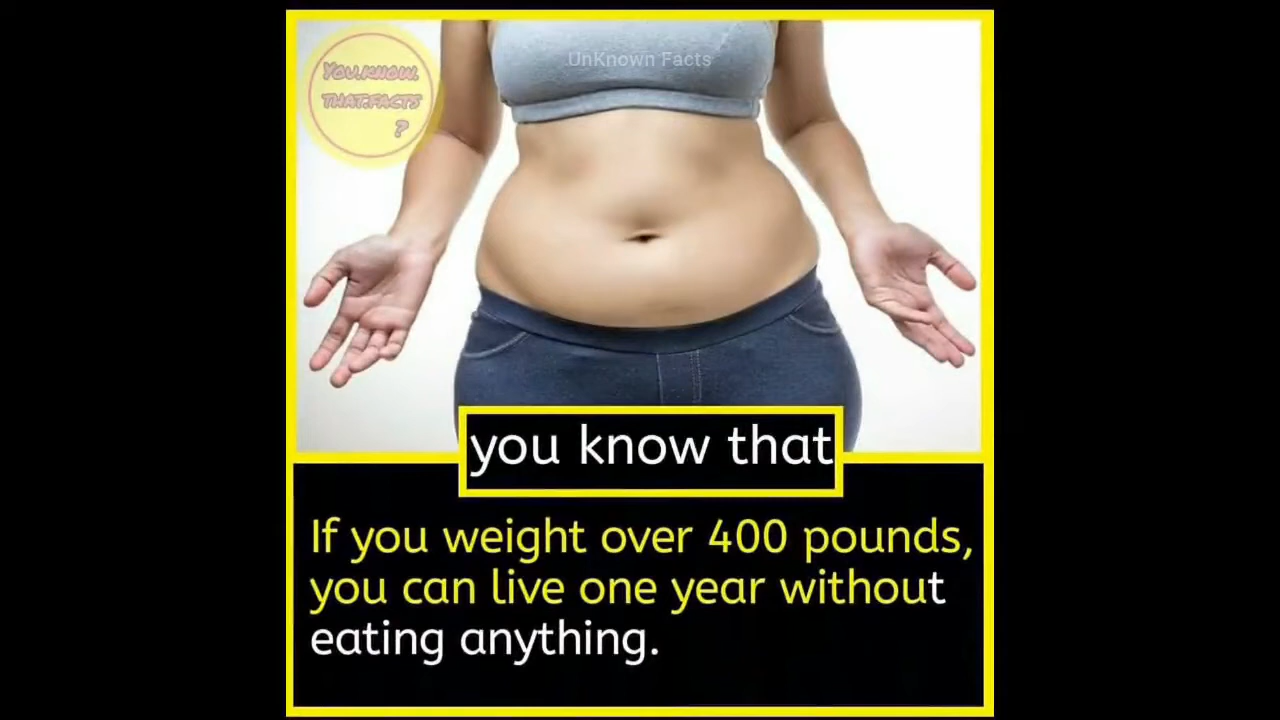 UnKnown Facts
You.know.
that.facts
?
you know that
If you weight over 400 pounds,
you can live one year without
eating anything.